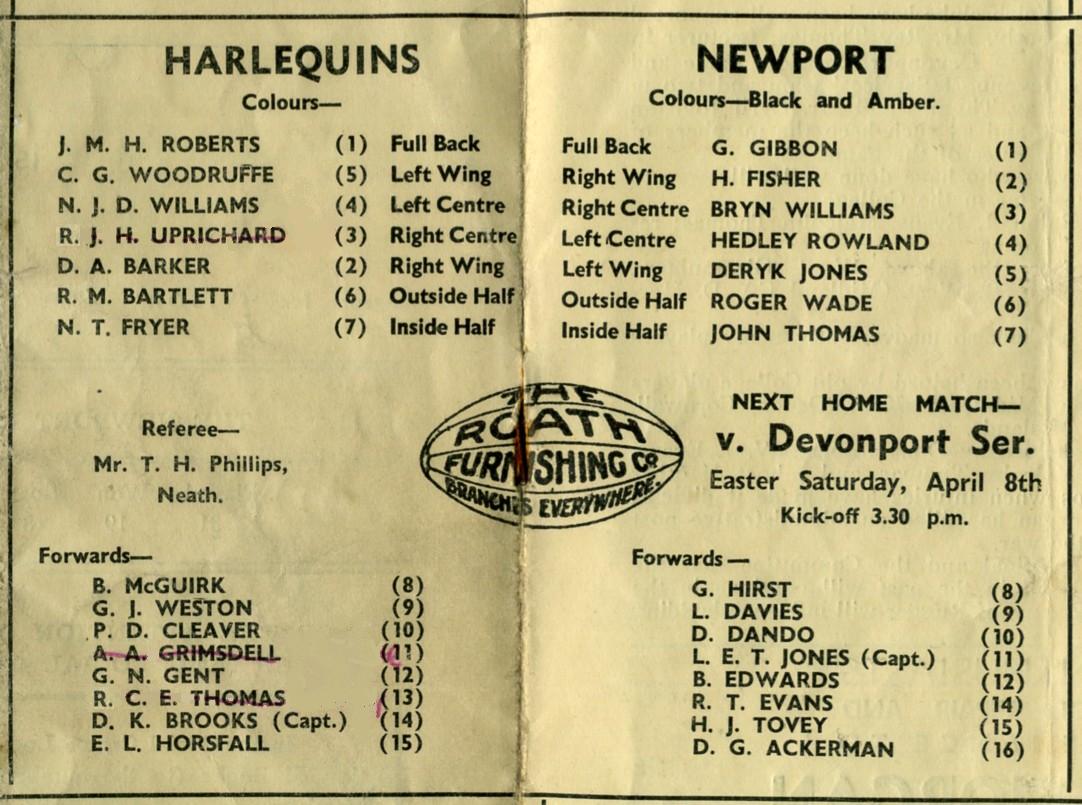 HARLEQUINS
Colours—
J. M. H. ROBERTS (1) Full Back
C. G. WOODRUFFE (5) Left Wing
N. J. D. WILLIAMS (4) Left Centre
R. J. H. UPRICHARD (3) Right Centre
D. A. BARKER (2) Right Wing
R. M. BARTLETT (6) Outside Half
N. T. FRYER (7) Inside Half
Referee—
Mr. T. H. Phillips,
Neath.
Forwards—
B. McGUIRK (8)
G. J. WESTON (9)
P. D. CLEAVER (10)
A. A. GRIMSDELL (11)
G. N. GENT (12)
R. C. E. THOMAS (13)
D. K. BROOKS (Capt.) (14)
E. L. HORSFALL (15)
THE
ROATH
FURNISHING CO
BRANCHES EVERYWHERE.
NEWPORT
Colours—Black and Amber.
Full Back G. GIBBON (1)
Right Wing H. FISHER (2)
Right Centre BRYN WILLIAMS (3)
Left Centre HEDLEY ROWLAND (4)
Left Wing DERYK JONES (5)
Outside Half ROGER WADE (6)
Inside Half JOHN THOMAS (7)
NEXT HOME MATCH—
v. Devonport Ser.
Easter Saturday, April 8th
Kick-off 3.30 p.m.
Forwards—
G. HIRST (8)
L. DAVIES (9)
D. DANDO (10)
L. E. T. JONES (Capt.) (11)
B. EDWARDS (12)
R. T. EVANS (14)
H. J. TOVEY (15)
D. G. ACKERMAN (16)